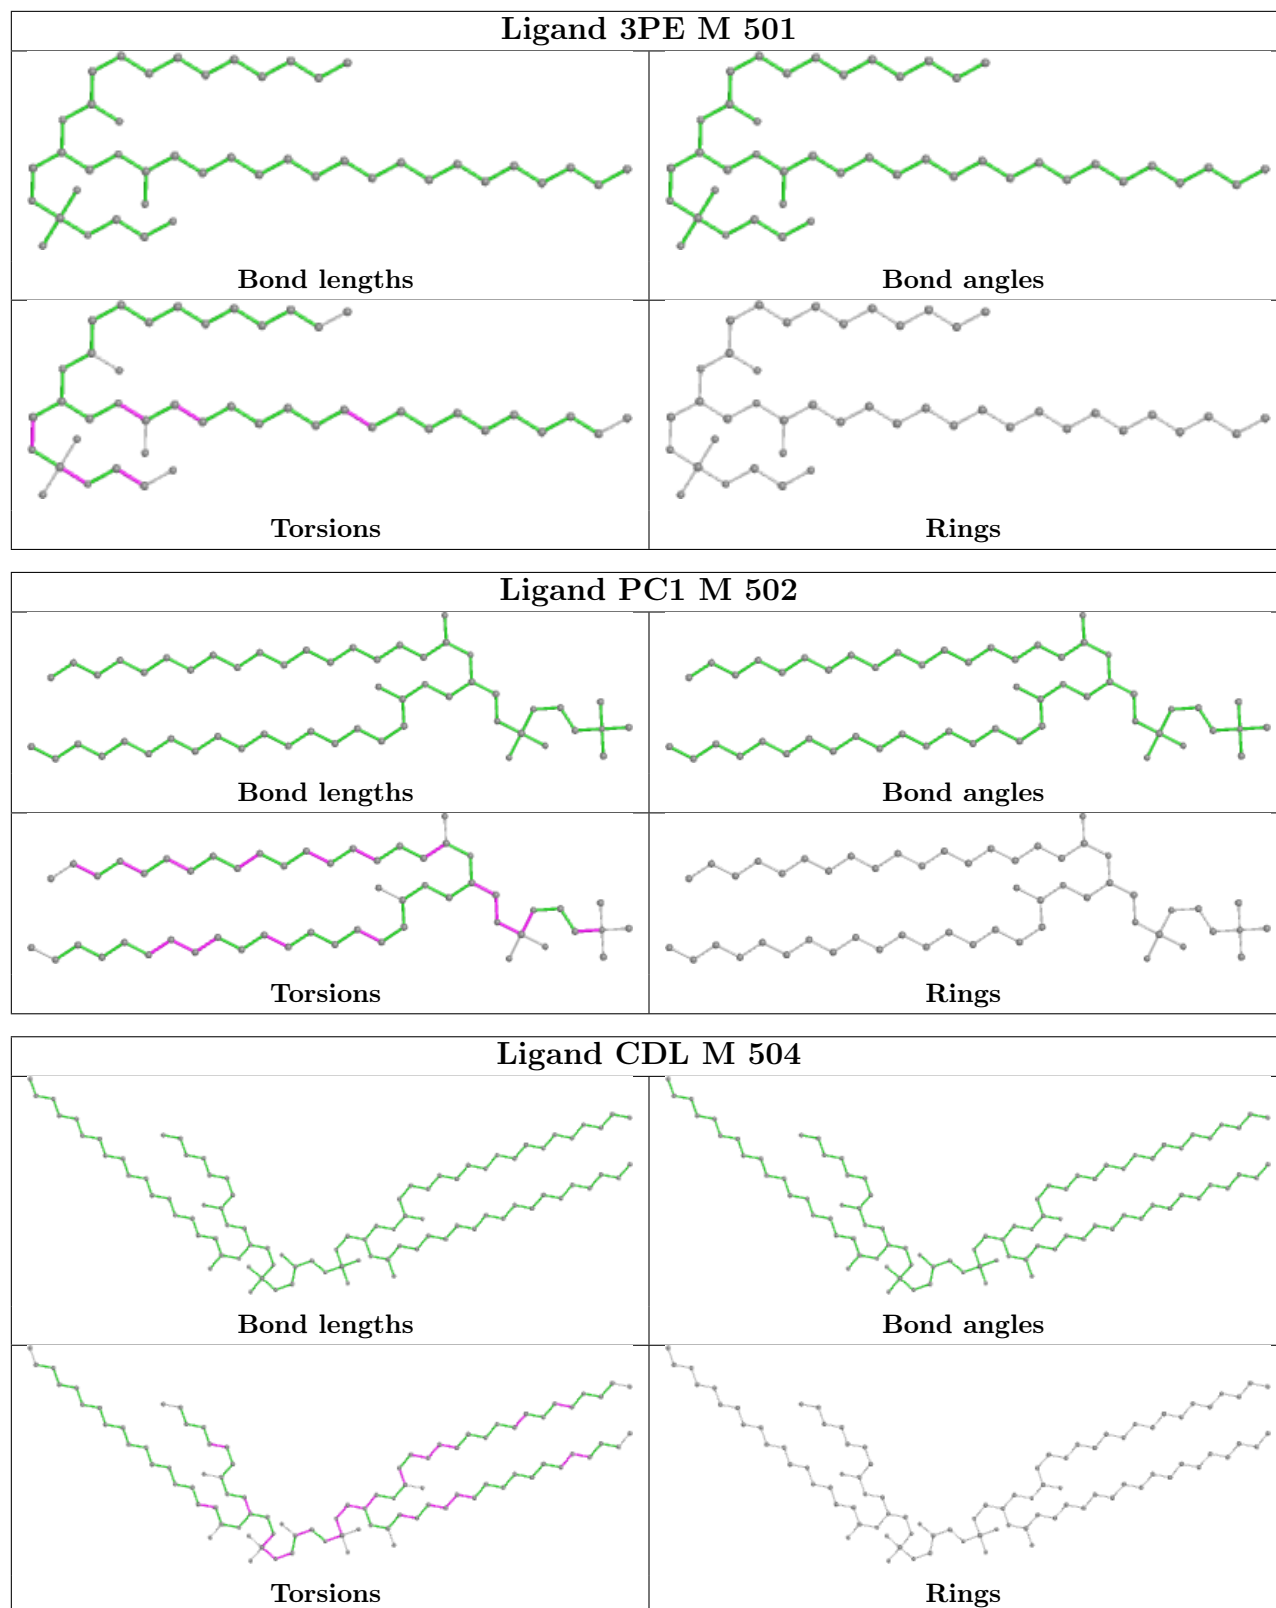 Ligand 3PE M 501
Bond lengths
Bond angles
Torsions
Rings
Ligand PC1 M 502
Bond lengths
Bond angles
Torsions
Rings
Ligand CDL M 504
Bond lengths
Bond angles
Torsions
Rings